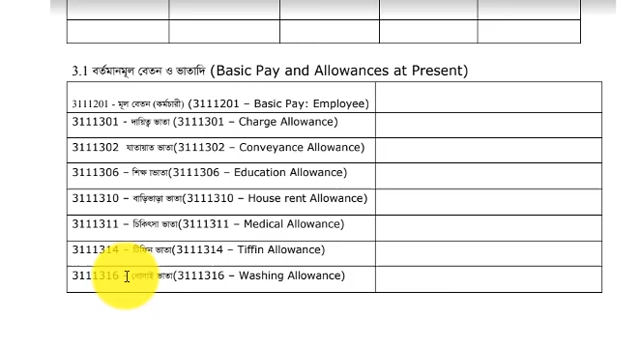 3.1 বর্তমানমূল বেতন ও ভাতাদি (Basic Pay and Allowances at Present)
3111201 - মূল বেতন (কর্মচারী) (3111201 – Basic Pay: Employee)
3111301 - দায়িত্ব ভাতা (3111301 – Charge Allowance)
3111302 যাতায়াত ভাতা(3111302 – Conveyance Allowance)
3111306 – শিক্ষা ভাতা(3111306 – Education Allowance)
3111310 – বাড়িভাড়া ভাতা(3111310 – House rent Allowance)
3111311 – চিকিৎসা ভাতা(3111311 – Medical Allowance)
3111314 – টিফিন ভাতা(3111314 – Tiffin Allowance)
3111316 - ধোলাই ভাতা(3111316 – Washing Allowance)